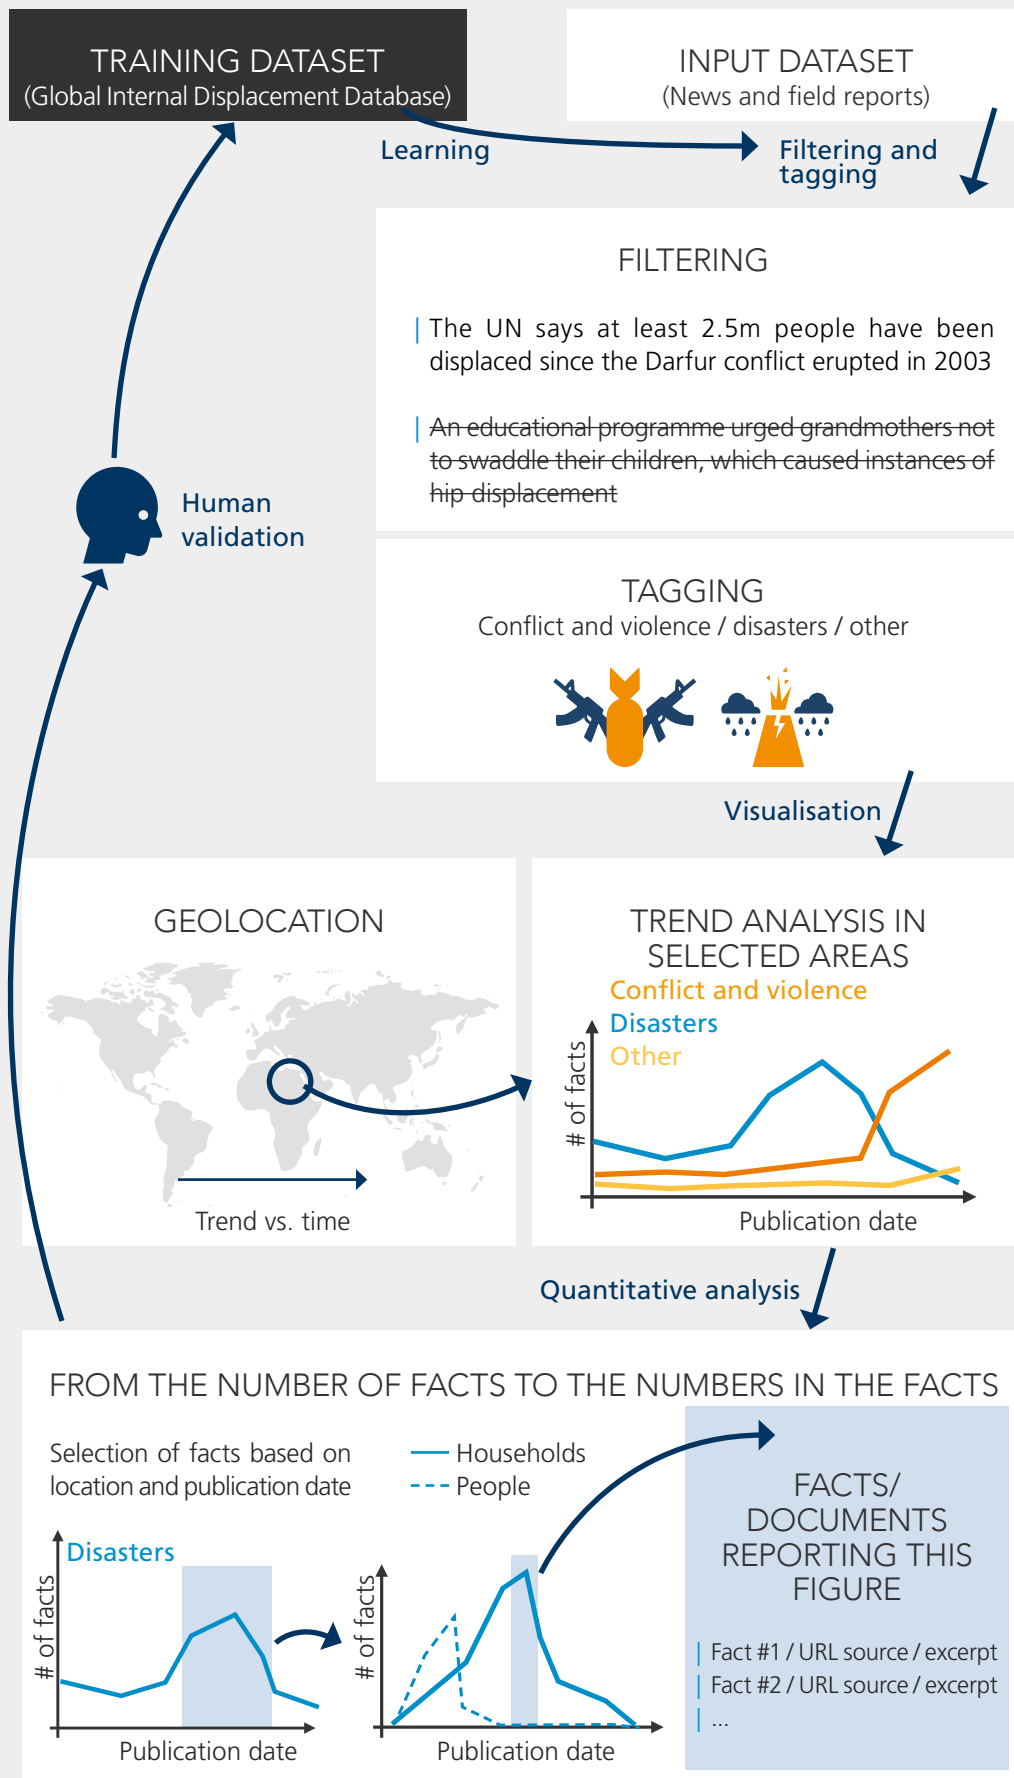 TRAINING DATASET
(Global Internal Displacement Database)
INPUT DATASET
(News and field reports)
Learning
Filtering and
tagging
FILTERING
The UN says at least 2.5m people have been
displaced since the Darfur conflict erupted in 2003
An educational programme urged grandmothers not
to swaddle their children, which caused instances of
hip displacement
Human
validation
TAGGING
Conflict and violence / disasters / other
Visualisation
GEOLOCATION
Trend vs. time
TREND ANALYSIS IN
SELECTED AREAS
Conflict and violence
Disasters
Other
# of facts
Publication date
Quantitative analysis
FROM THE NUMBER OF FACTS TO THE NUMBERS IN THE FACTS
Selection of facts based on
location and publication date
Households
People
Disasters
# of facts
Publication date
# of facts
Publication date
FACTS/
DOCUMENTS
REPORTING THIS
FIGURE
Fact #1 / URL source / excerpt
Fact #2 / URL source / excerpt
...